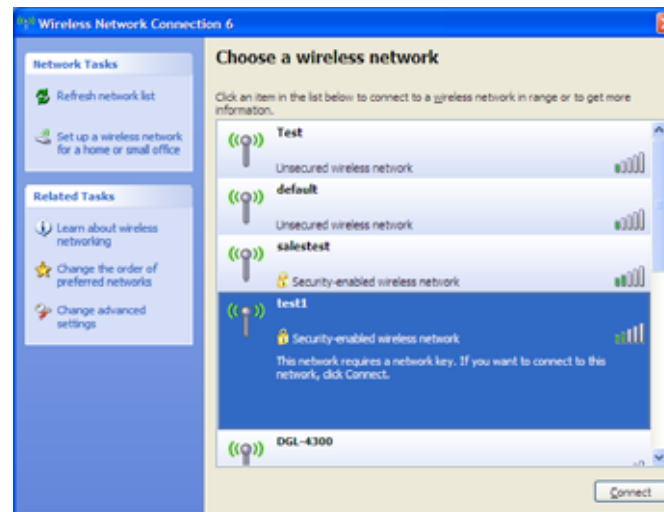 Wireless Network Connection 6
Network Tasks
Refresh network list
Set up a wireless network
for a home or small office
Related Tasks
Learn about wireless
networking
Change the order of
preferred networks
Change advanced
settings
Choose a wireless network
Click an item in the list below to connect to a wireless network in range or to get more
information.
Test
Unsecured wireless network
default
Unsecured wireless network
salestest
Security-enabled wireless network
test1
Security-enabled wireless network
This network requires a network key. If you want to connect to this
network, click Connect.
DGL-4300
Connect